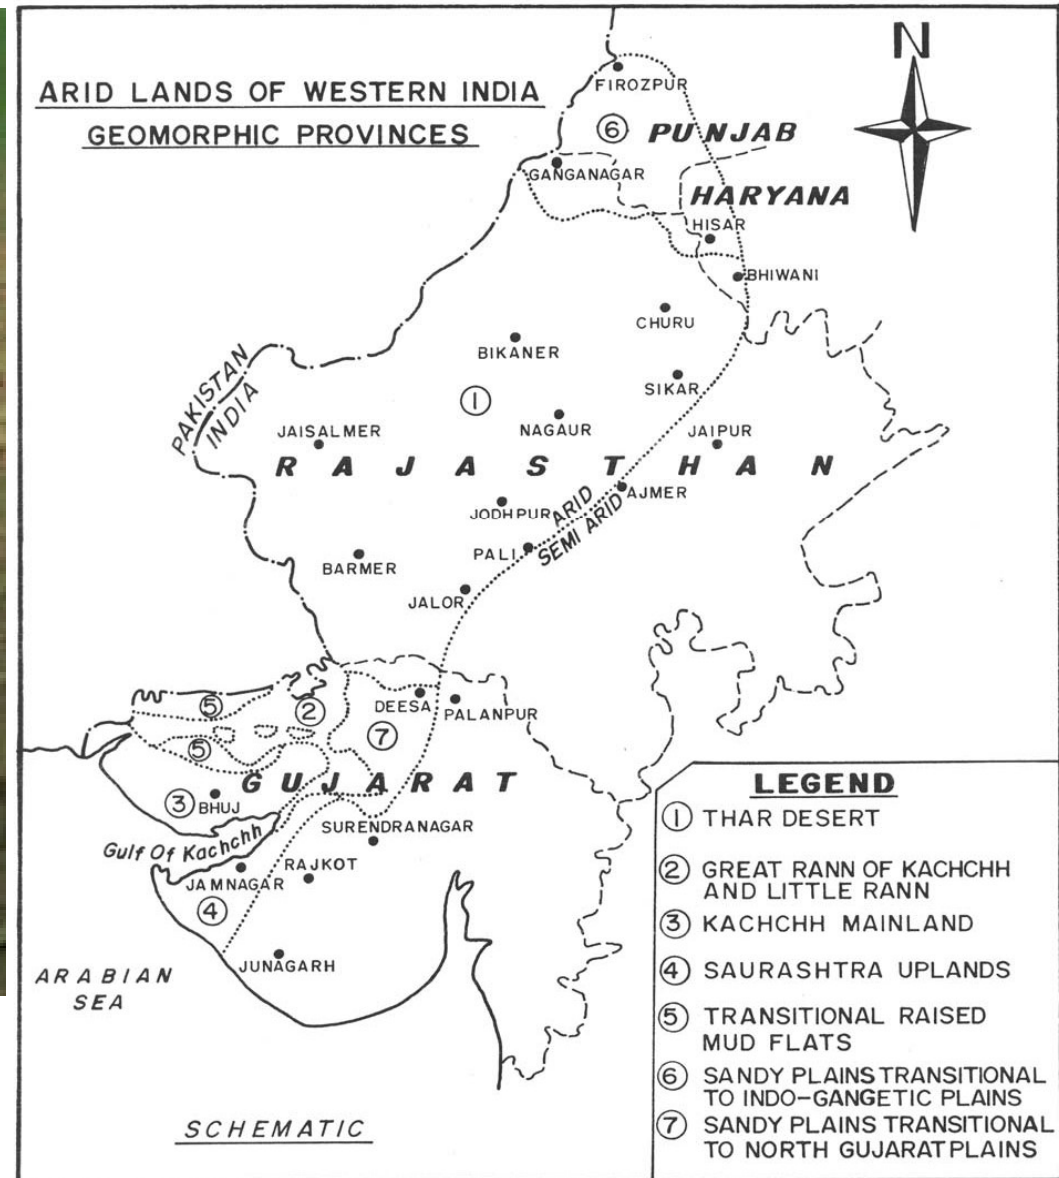 ARID LANDS OF WESTERN INDIA
GEOMORPHIC PROVINCES
N
FIROZPUR
6
PUNJAB
GANGANAGAR
HARYANA
HISAR
BHIWANI
CHURU
BIKANER
SIKAR
PAKISTAN
INDIA
1
JAISALMER
NAGAUR
JAIPUR
RAJASTHAN
AJMER
JODHPUR
ARID
SEMI ARID
PALI
BARMER
JALOR
5
2
DEESA
PALANPUR
7
5
GUJARAT
3
BHUJ
SURENDRANAGAR
Gulf Of Kachchh
RAJKOT
JAMNAGAR
4
JUNAGARH
ARABIAN
SEA
SCHEMATIC
LEGEND
1 THAR DESERT
2 GREAT RANN OF KACHCHH
AND LITTLE RANN
3 KACHCHH MAINLAND
4 SAURASHTRA UPLANDS
5 TRANSITIONAL RAISED
MUD FLATS
6 SANDY PLAINS TRANSITIONAL
TO INDO-GANGETIC PLAINS
7 SANDY PLAINS TRANSITIONAL
TO NORTH GUJARAT PLAINS